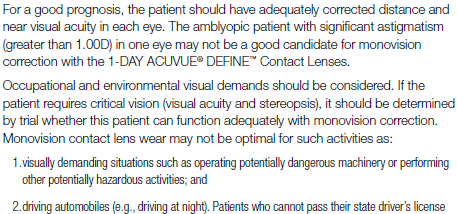 For a good prognosis, the patient should have adequately corrected distance and
near visual acuity in each eye. The amblyopic patient with significant astigmatism
(greater than 1.00D) in one eye may not be a good candidate for monovision
correction with the 1-DAY ACUVUE® DEFINE™ Contact Lenses.
Occupational and environmental visual demands should be considered. If the
patient requires critical vision (visual acuity and stereopsis), it should be determined
by trial whether this patient can function adequately with monovision correction.
Monovision contact lens wear may not be optimal for such activities as:
1.visually demanding situations such as operating potentially dangerous machinery or performing
other potentially hazardous activities; and
2.driving automobiles (e.g., driving at night). Patients who cannot pass their state driver's license